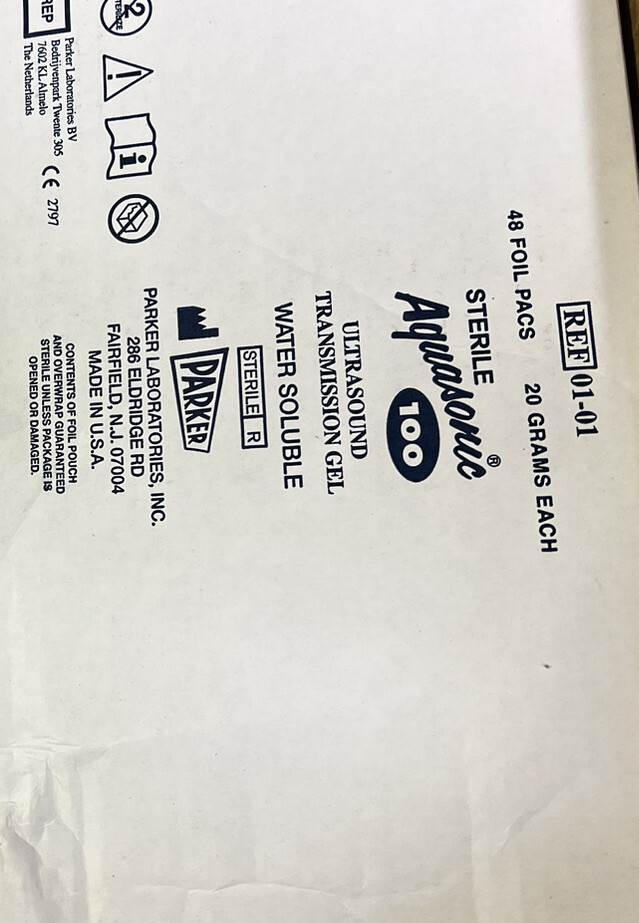 REF 01-01
48 FOIL PACS 20 GRAMS EACH
STERILE
Aquasonic®
100
ULTRASOUND
TRANSMISSION GEL
WATER SOLUBLE
STERILE R
PARKER
PARKER LABORATORIES, INC.
286 ELDRIDGE RD
FAIRFIELD, N.J. 07004
MADE IN U.S.A.
CONTENTS OF FOIL POUCH
AND OVERWRAP GUARANTEED
STERILE UNLESS PACKAGE IS
OPENED OR DAMAGED.
2
i
REP
Parker Laboratories BV
Bedrijvenpark Twente 305
7602 KL Almelo
The Netherlands
CE 2797